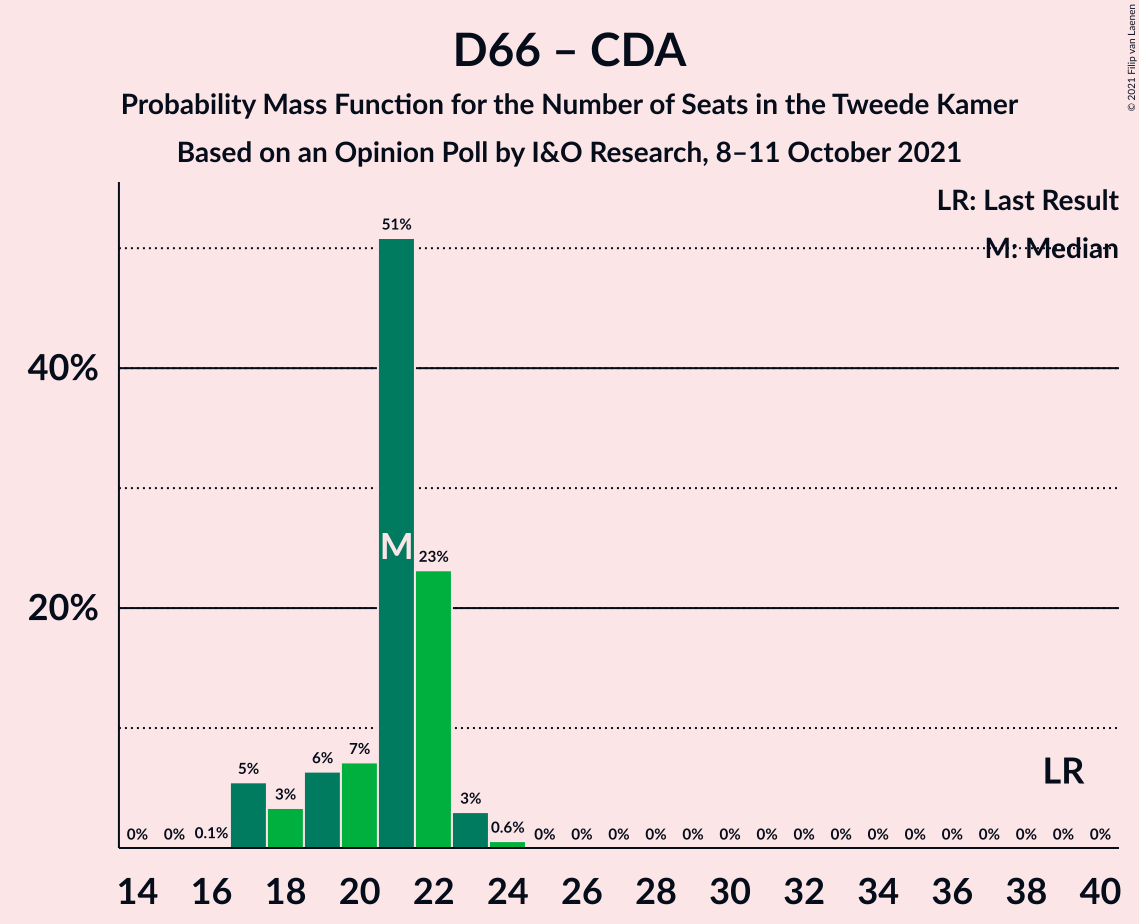 D66 – CDA
Probability Mass Function for the Number of Seats in the Tweede Kamer
Based on an Opinion Poll by I&O Research, 8–11 October 2021
© 2021 Filip van Laenen
LR: Last Result
M: Median
40%
20%
0% 0% 0.1% 5% 3% 6% 7% 51% 23% 3% 0.6% 0% 0% 0% 0% 0% 0% 0% 0% 0% 0% 0% 0% 0% 0% 0% 0%
M
LR
14 16 18 20 22 24 26 28 30 32 34 36 38 40